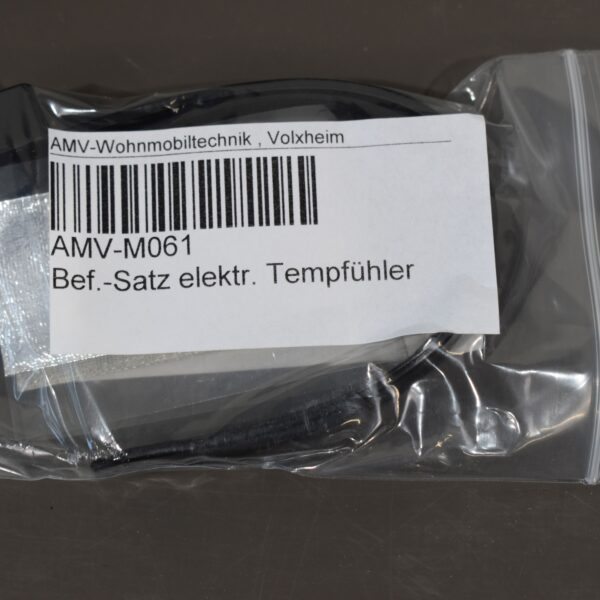 AMV-Wohnmobiltechnik , Volxheim
AMV-M061
Bef.-Satz elektr. Tempfühler